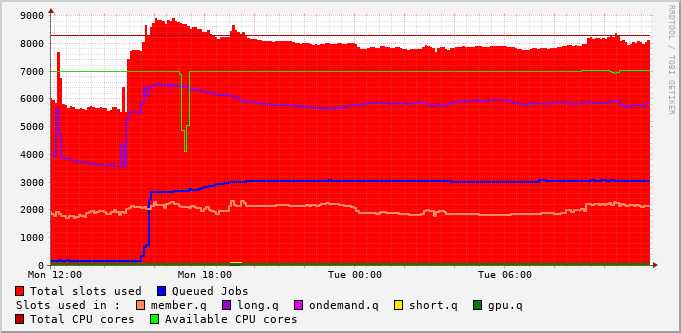 9000
8000
7000
6000
5000
4000
3000
2000
1000
0
Mon 12:00 Mon 18:00 Tue 00:00 Tue 06:00
RRDTOOL / TOBI OETIKER
Total slots used Queued Jobs
Slots used in : member.q long.q ondemand.q short.q gpu.q
Total CPU cores Available CPU cores